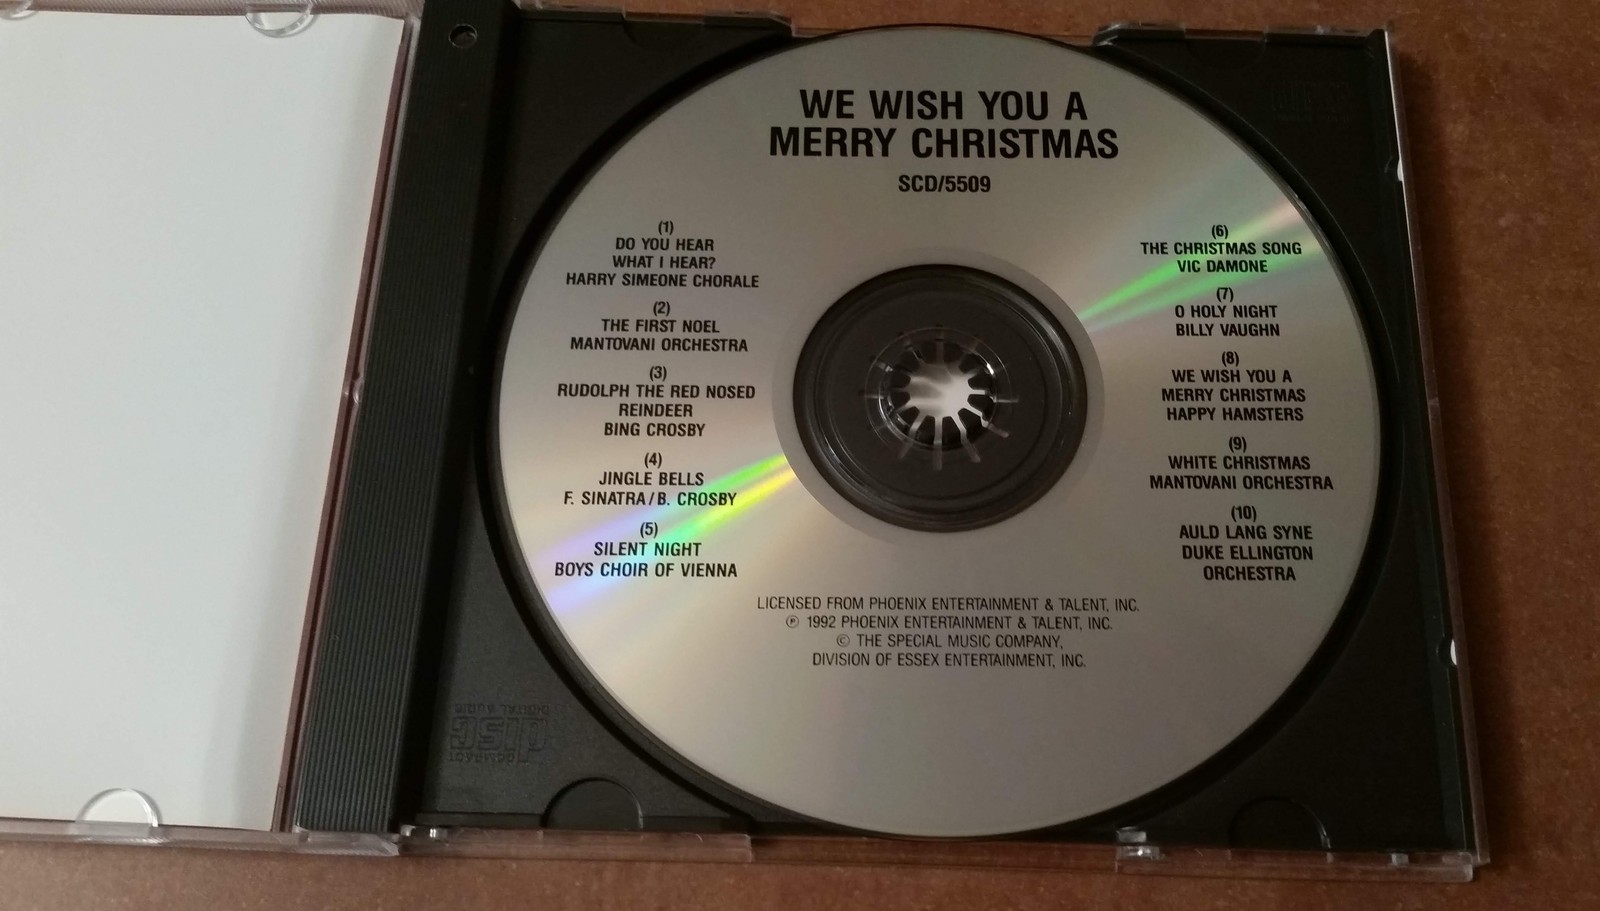 WE WISH YOU A
MERRY CHRISTMAS
SCD/5509
(1)
DO YOU HEAR
WHAT I HEAR?
HARRY SIMEONE CHORALE
(2)
THE FIRST NOEL
MANTOVANI ORCHESTRA
(3)
RUDOLPH THE RED NOSED
REINDEER
BING CROSBY
(4)
JINGLE BELLS
F. SINATRA/B. CROSBY
(5)
SILENT NIGHT
BOYS CHOIR OF VIENNA
(6)
THE CHRISTMAS SONG
VIC DAMONE
(7)
O HOLY NIGHT
BILLY VAUGHN
(8)
WE WISH YOU A
MERRY CHRISTMAS
HAPPY HAMSTERS
(9)
WHITE CHRISTMAS
MANTOVANI ORCHESTRA
(10)
AULD LANG SYNE
DUKE ELLINGTON
ORCHESTRA
LICENSED FROM PHOENIX ENTERTAINMENT & TALENT, INC.
℗ 1992 PHOENIX ENTERTAINMENT & TALENT, INC.
© THE SPECIAL MUSIC COMPANY,
DIVISION OF ESSEX ENTERTAINMENT, INC.
COMPACT
disc
DIGITAL AUDIO